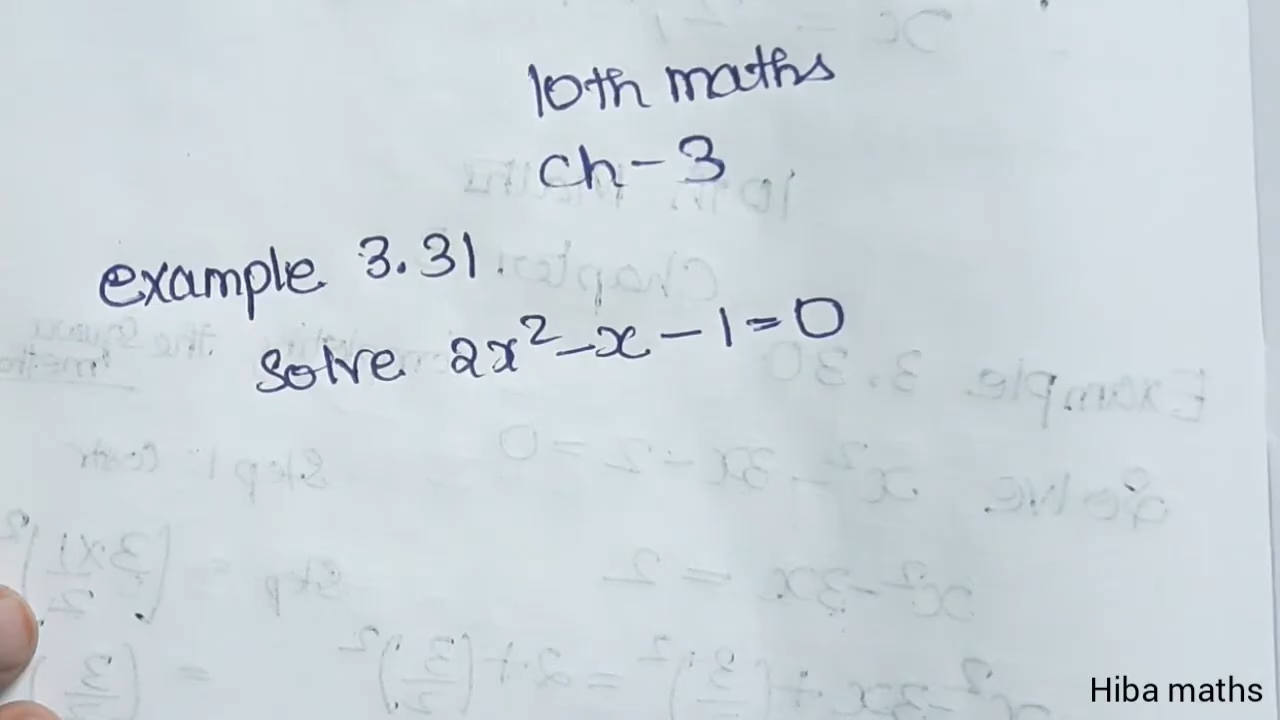 10th maths
Ch - 3
example 3.31.
Solve 2x² - x - 1 = 0
Hiba maths